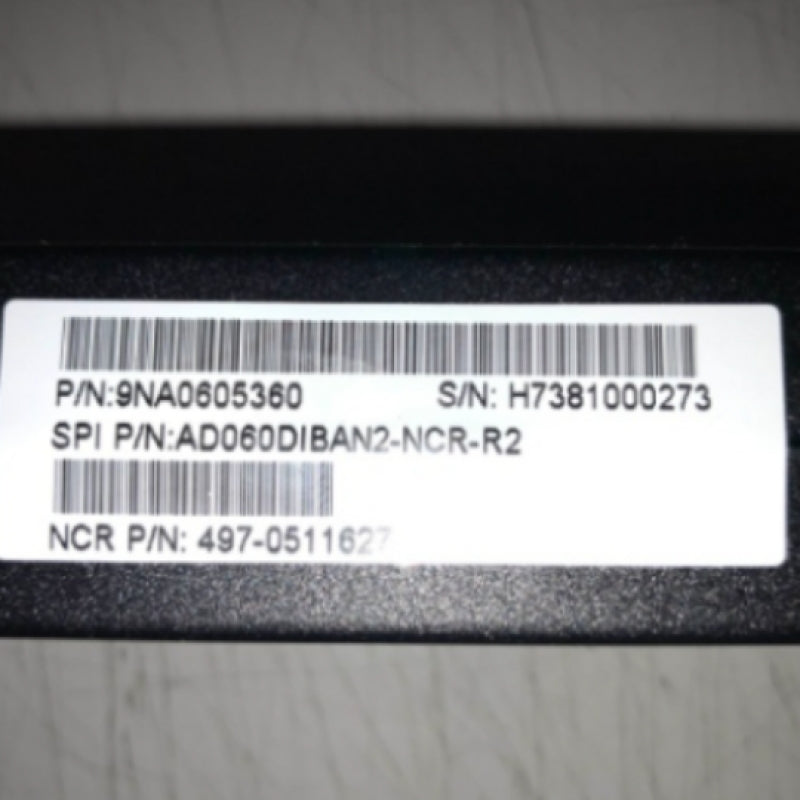 P/N:9NA0605360 S/N: H7381000273
SPI P/N:AD060DIBAN2-NCR-R2
NCR P/N: 497-0511627